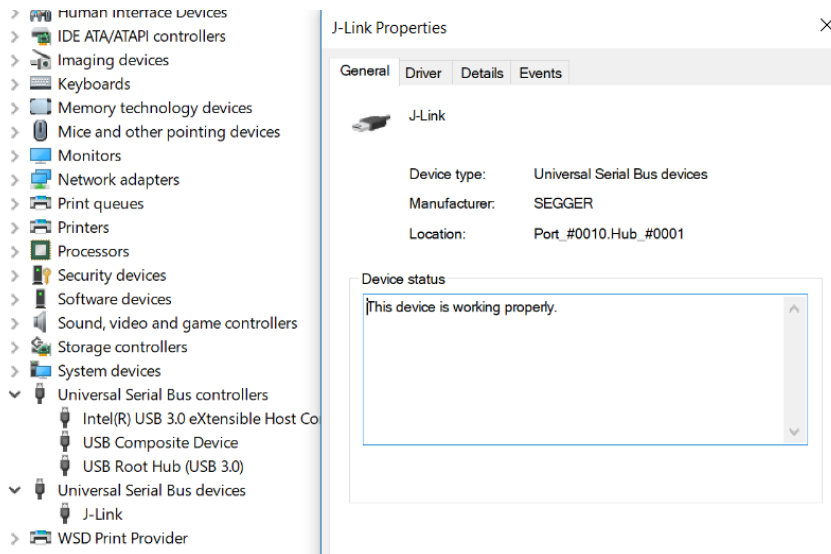 Human Interface Devices
IDE ATA/ATAPI controllers
Imaging devices
Keyboards
Memory technology devices
Mice and other pointing devices
Monitors
Network adapters
Print queues
Printers
Processors
Security devices
Software devices
Sound, video and game controllers
Storage controllers
System devices
Universal Serial Bus controllers
Intel(R) USB 3.0 eXtensible Host Co
USB Composite Device
USB Root Hub (USB 3.0)
Universal Serial Bus devices
J-Link
WSD Print Provider
J-Link Properties
General Driver Details Events
J-Link
Device type: Universal Serial Bus devices
Manufacturer: SEGGER
Location: Port_#0010.Hub_#0001
Device status
This device is working properly.